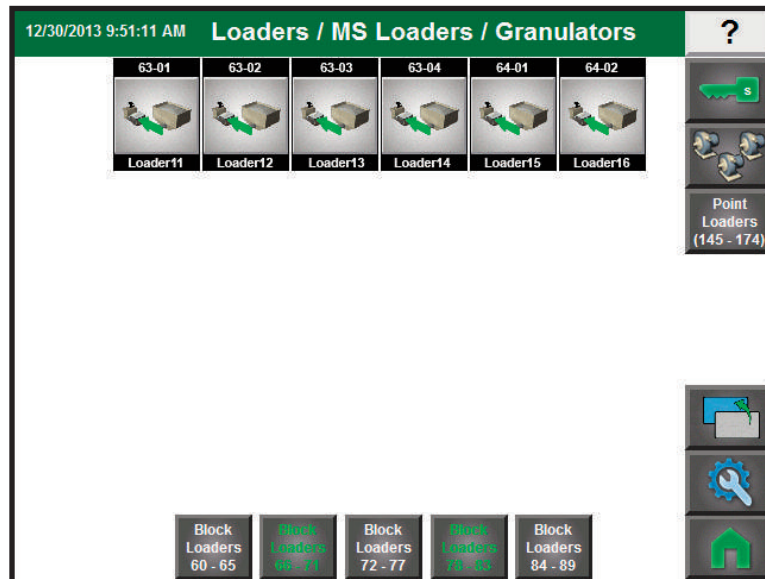 12/30/2013 9:51:11 AM Loaders / MS Loaders / Granulators ?
63-01 63-02 63-03 63-04 64-01 64-02
Loader11 Loader12 Loader13 Loader14 Loader15 Loader16
S
Point
Loaders
(145 - 174)
Block
Loaders
60 - 65
Block
Loaders
66 - 71
Block
Loaders
72 - 77
Block
Loaders
78 - 83
Block
Loaders
84 - 89